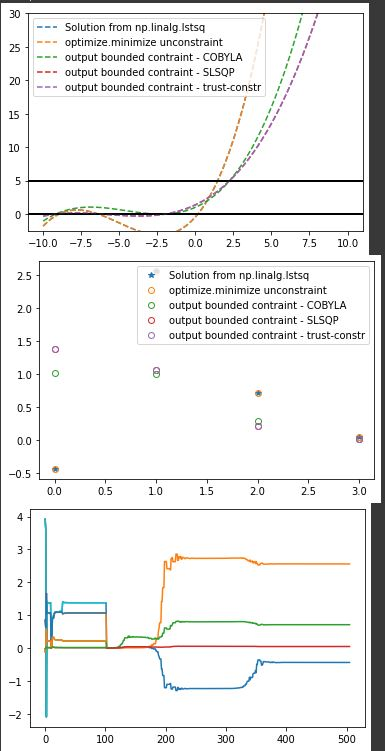 30
25
20
15
10
5
0
Solution from np.linalg.lstsq
optimize.minimize unconstraint
output bounded contraint - COBYLA
output bounded contraint - SLSQP
output bounded contraint - trust-constr
-10.0 -7.5 -5.0 -2.5 0.0 2.5 5.0 7.5 10.0
2.5
2.0
1.5
1.0
0.5
0.0
-0.5
Solution from np.linalg.lstsq
optimize.minimize unconstraint
output bounded contraint - COBYLA
output bounded contraint - SLSQP
output bounded contraint - trust-constr
0.0 0.5 1.0 1.5 2.0 2.5 3.0
4
3
2
1
0
-1
-2
0 100 200 300 400 500